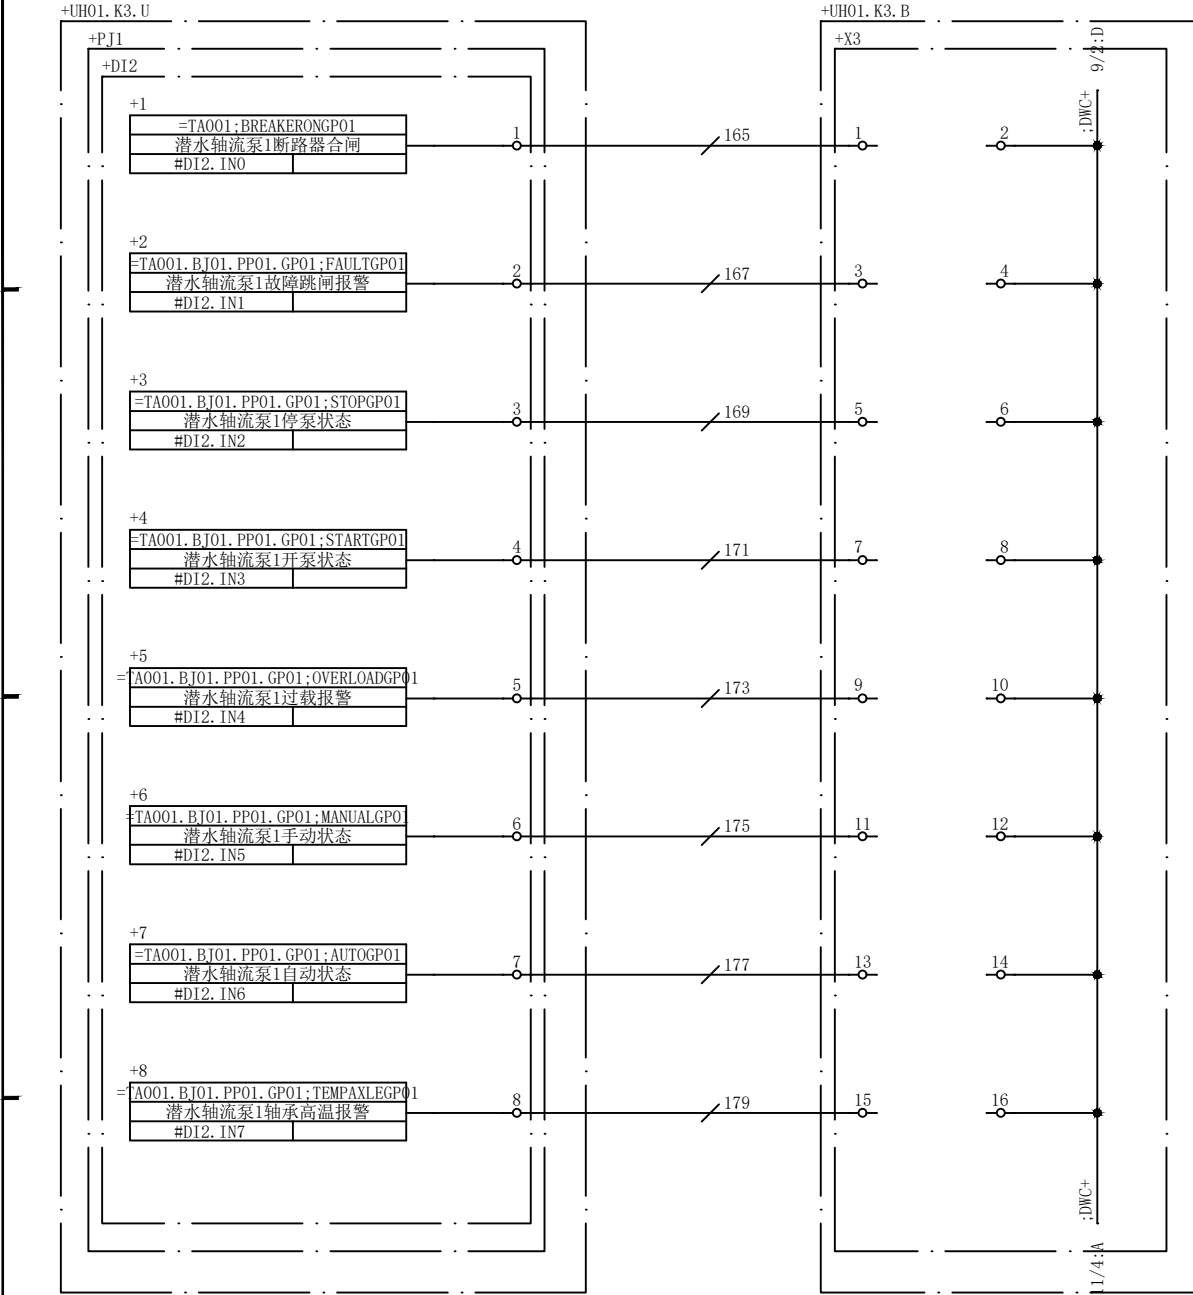 +UH01.K3.U
+UH01.K3.B
+PJ1
+X3
9/2:D
+DI2
;DWC+
+1
=TA001;BREAKERONGP01
潜水轴流泵1断路器合闸
#DI2.IN0
1
165
1
2
+2
=TA001.BJ01.PP01.GP01;FAULTGP01
潜水轴流泵1故障跳闸报警
#DI2.IN1
2
167
3
4
+3
=TA001.BJ01.PP01.GP01;STOPGP01
潜水轴流泵1停泵状态
#DI2.IN2
3
169
5
6
+4
=TA001.BJ01.PP01.GP01;STARTGP01
潜水轴流泵1开泵状态
#DI2.IN3
4
171
7
8
+5
=TA001.BJ01.PP01.GP01;OVERLOADGP01
潜水轴流泵1过载报警
#DI2.IN4
5
173
9
10
+6
=TA001.BJ01.PP01.GP01;MANUALGP01
潜水轴流泵1手动状态
#DI2.IN5
6
175
11
12
+7
=TA001.BJ01.PP01.GP01;AUTOGP01
潜水轴流泵1自动状态
#DI2.IN6
7
177
13
14
+8
=TA001.BJ01.PP01.GP01;TEMPAXLEGP01
潜水轴流泵1轴承高温报警
#DI2.IN7
8
179
15
16
;DWC+
11/4:A